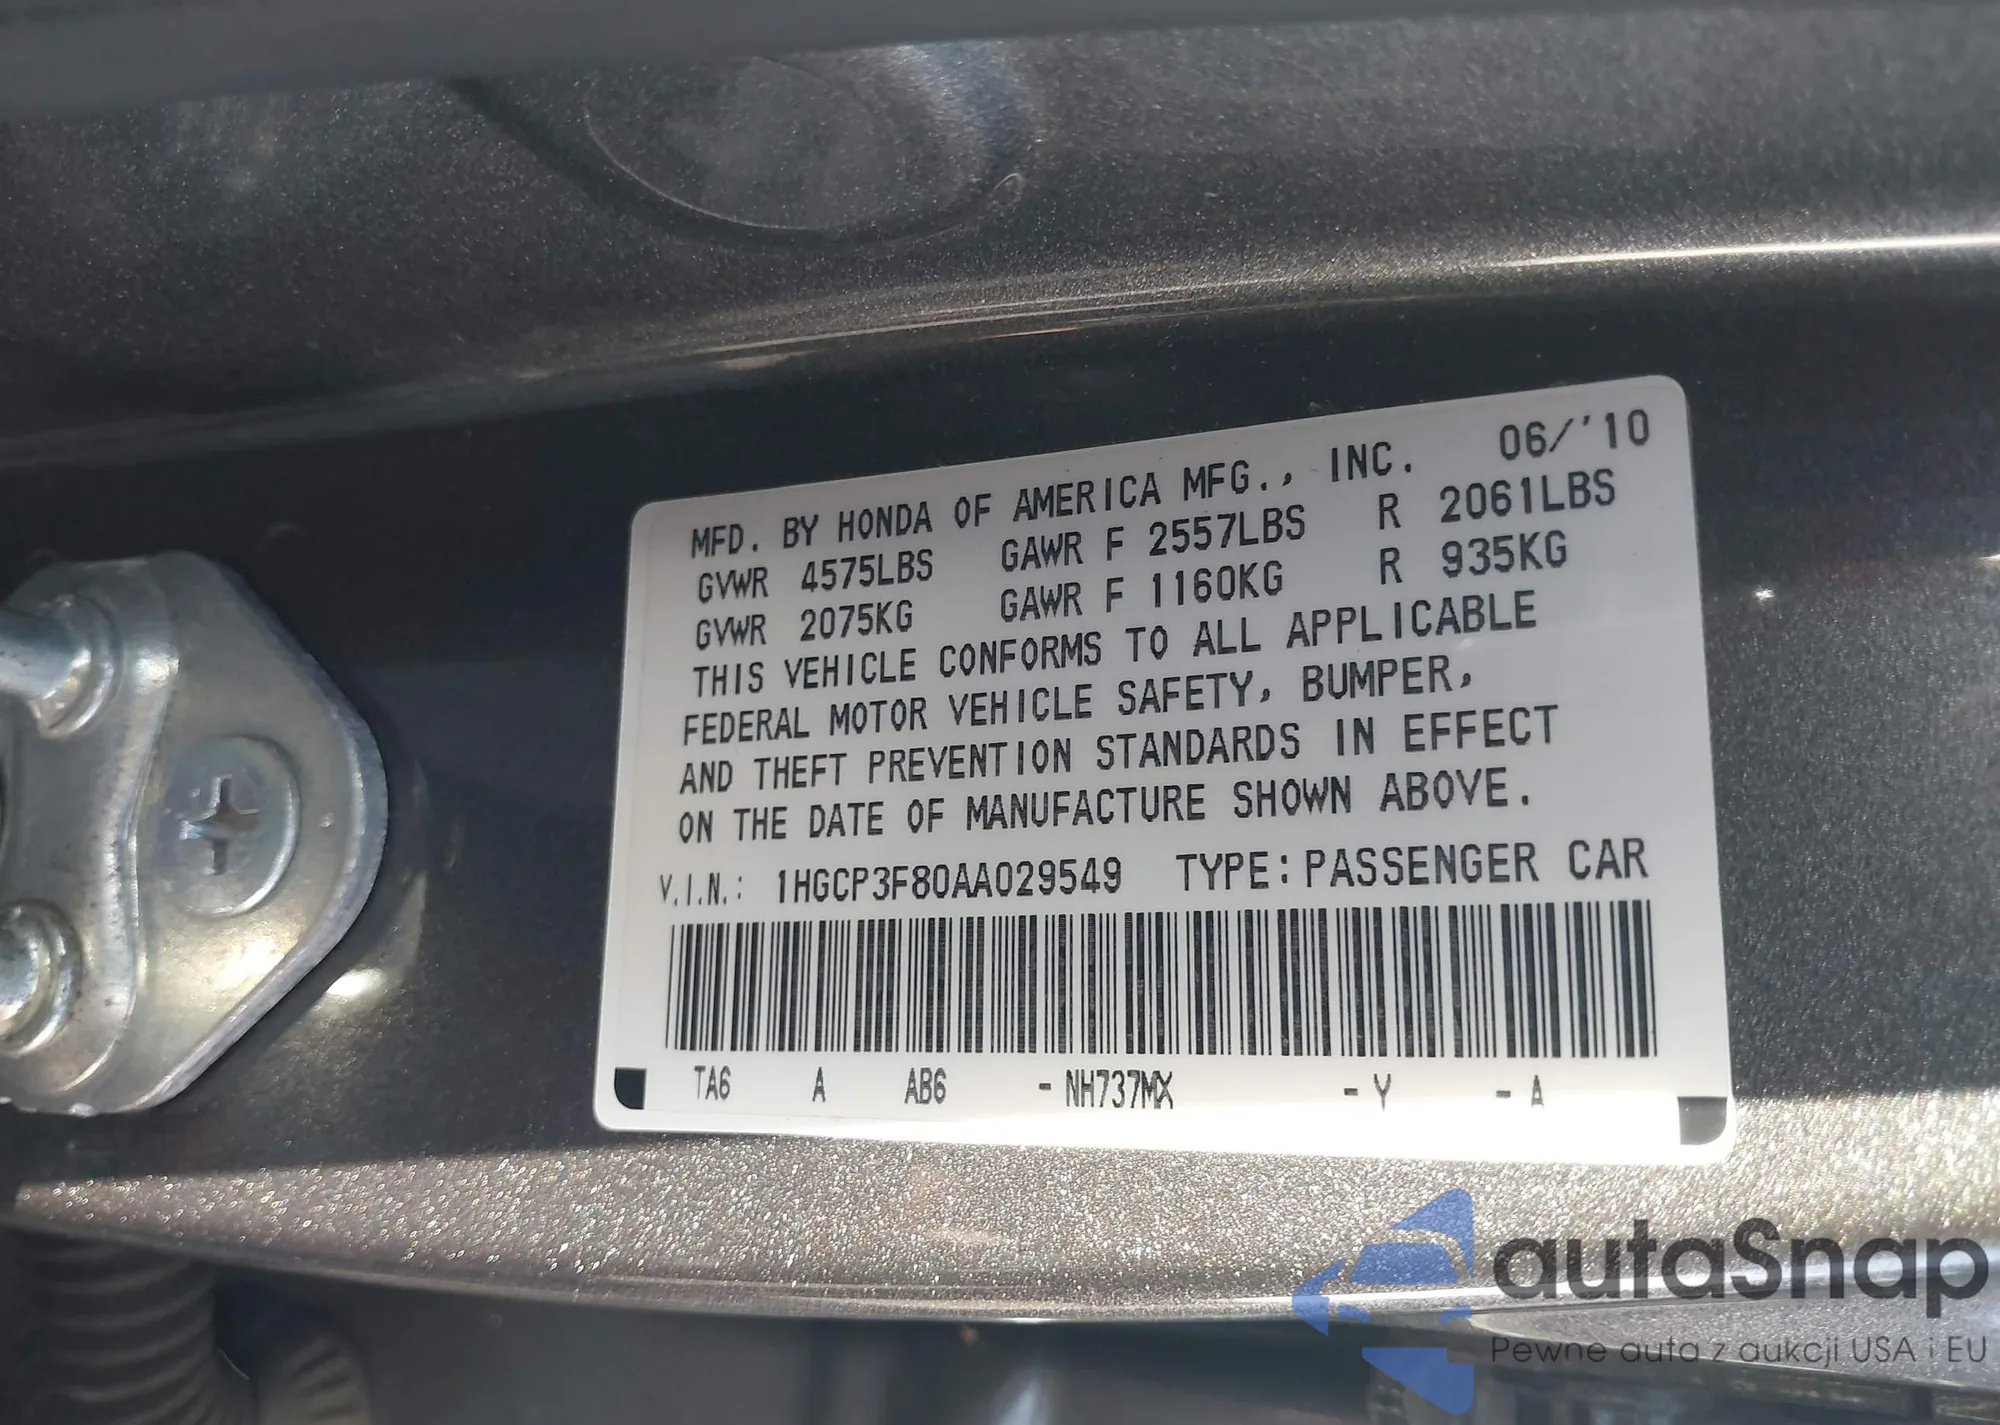 MFD. BY HONDA OF AMERICA MFG., INC. 06/'10
GVWR 4575LBS GAWR F 2557LBS R 2061LBS
GVWR 2075KG GAWR F 1160KG R 935KG
THIS VEHICLE CONFORMS TO ALL APPLICABLE
FEDERAL MOTOR VEHICLE SAFETY, BUMPER,
AND THEFT PREVENTION STANDARDS IN EFFECT
ON THE DATE OF MANUFACTURE SHOWN ABOVE.
V.I.N.: 1HGCP3F80AA029549 TYPE: PASSENGER CAR
TA6 A AB6 - NH737MX - Y - A
autaSnap
Pewne auta z aukcji USA i EU